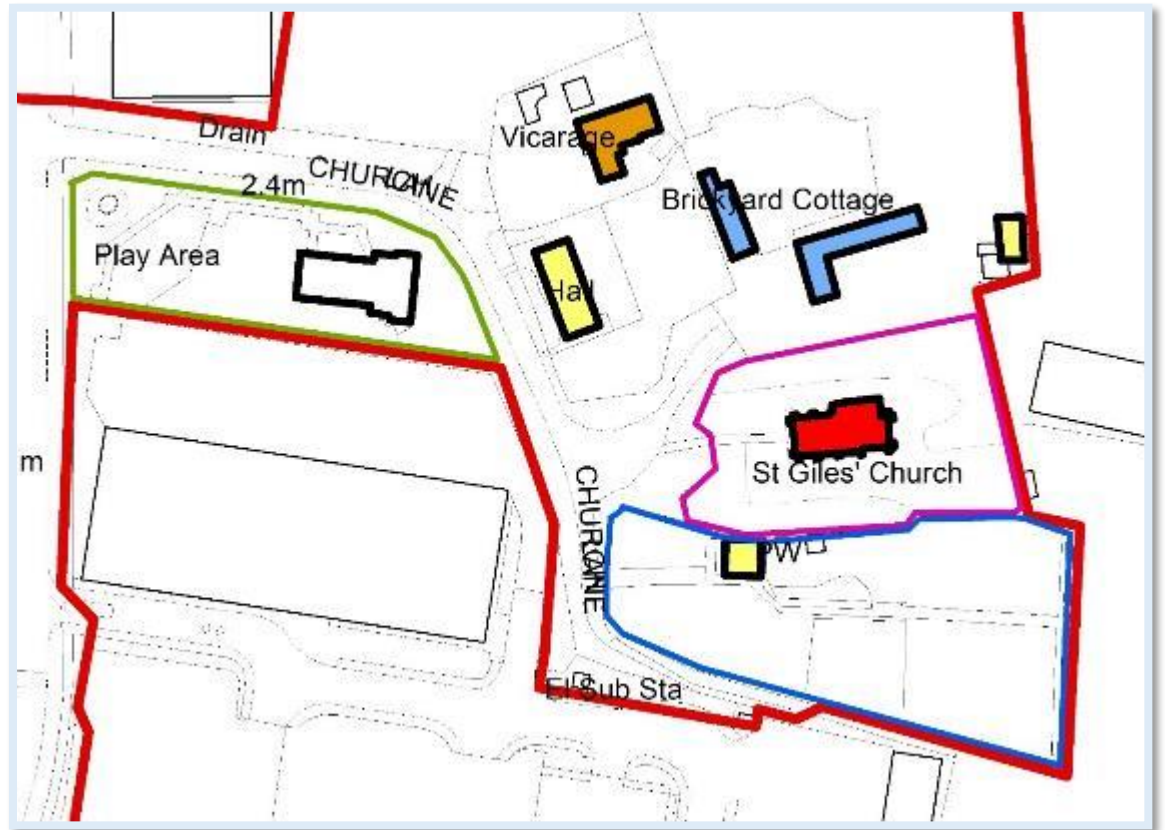 Drain
CHURCH LANE
2.4m
Vicarage
Brickyard Cottage
Play Area
Hall
m
St Giles' Church
CHURCH LANE
PW
El Sub Sta